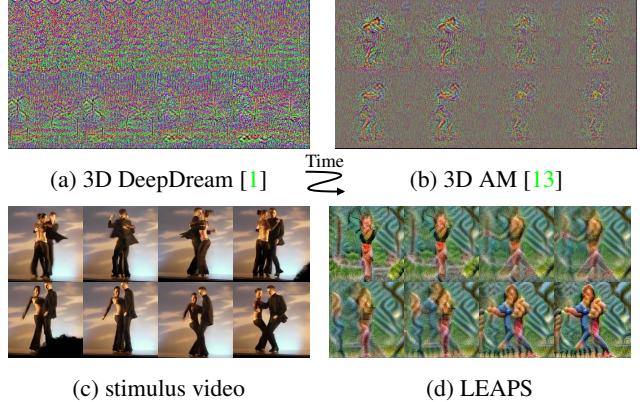 (a) 3D DeepDream [1]
Time
(b) 3D AM [13]
(c) stimulus video
(d) LEAPS